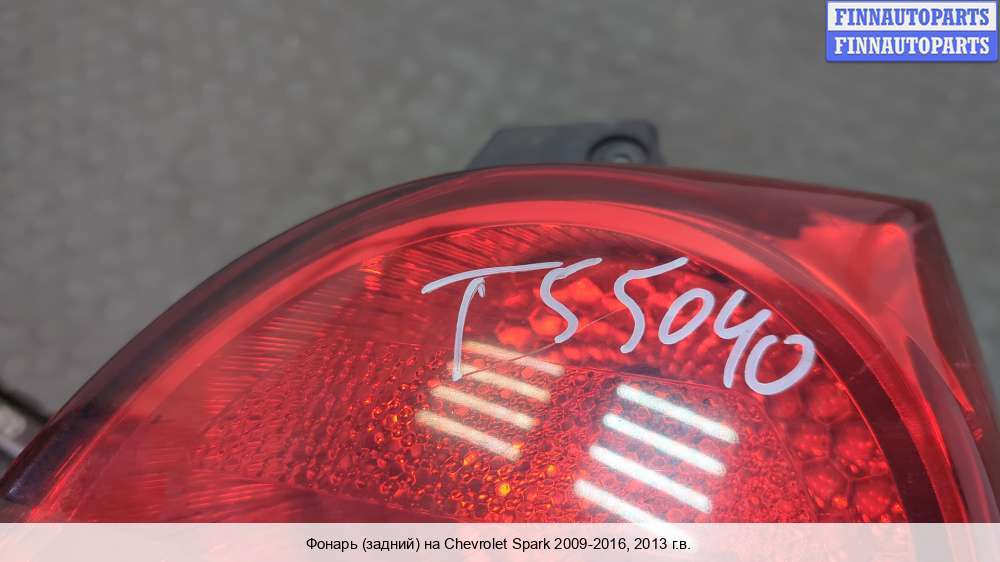 FINNAUTOPARTS
FINNAUTOPARTS
T55040
Фонарь (задний) на Chevrolet Spark 2009-2016, 2013 г.в.